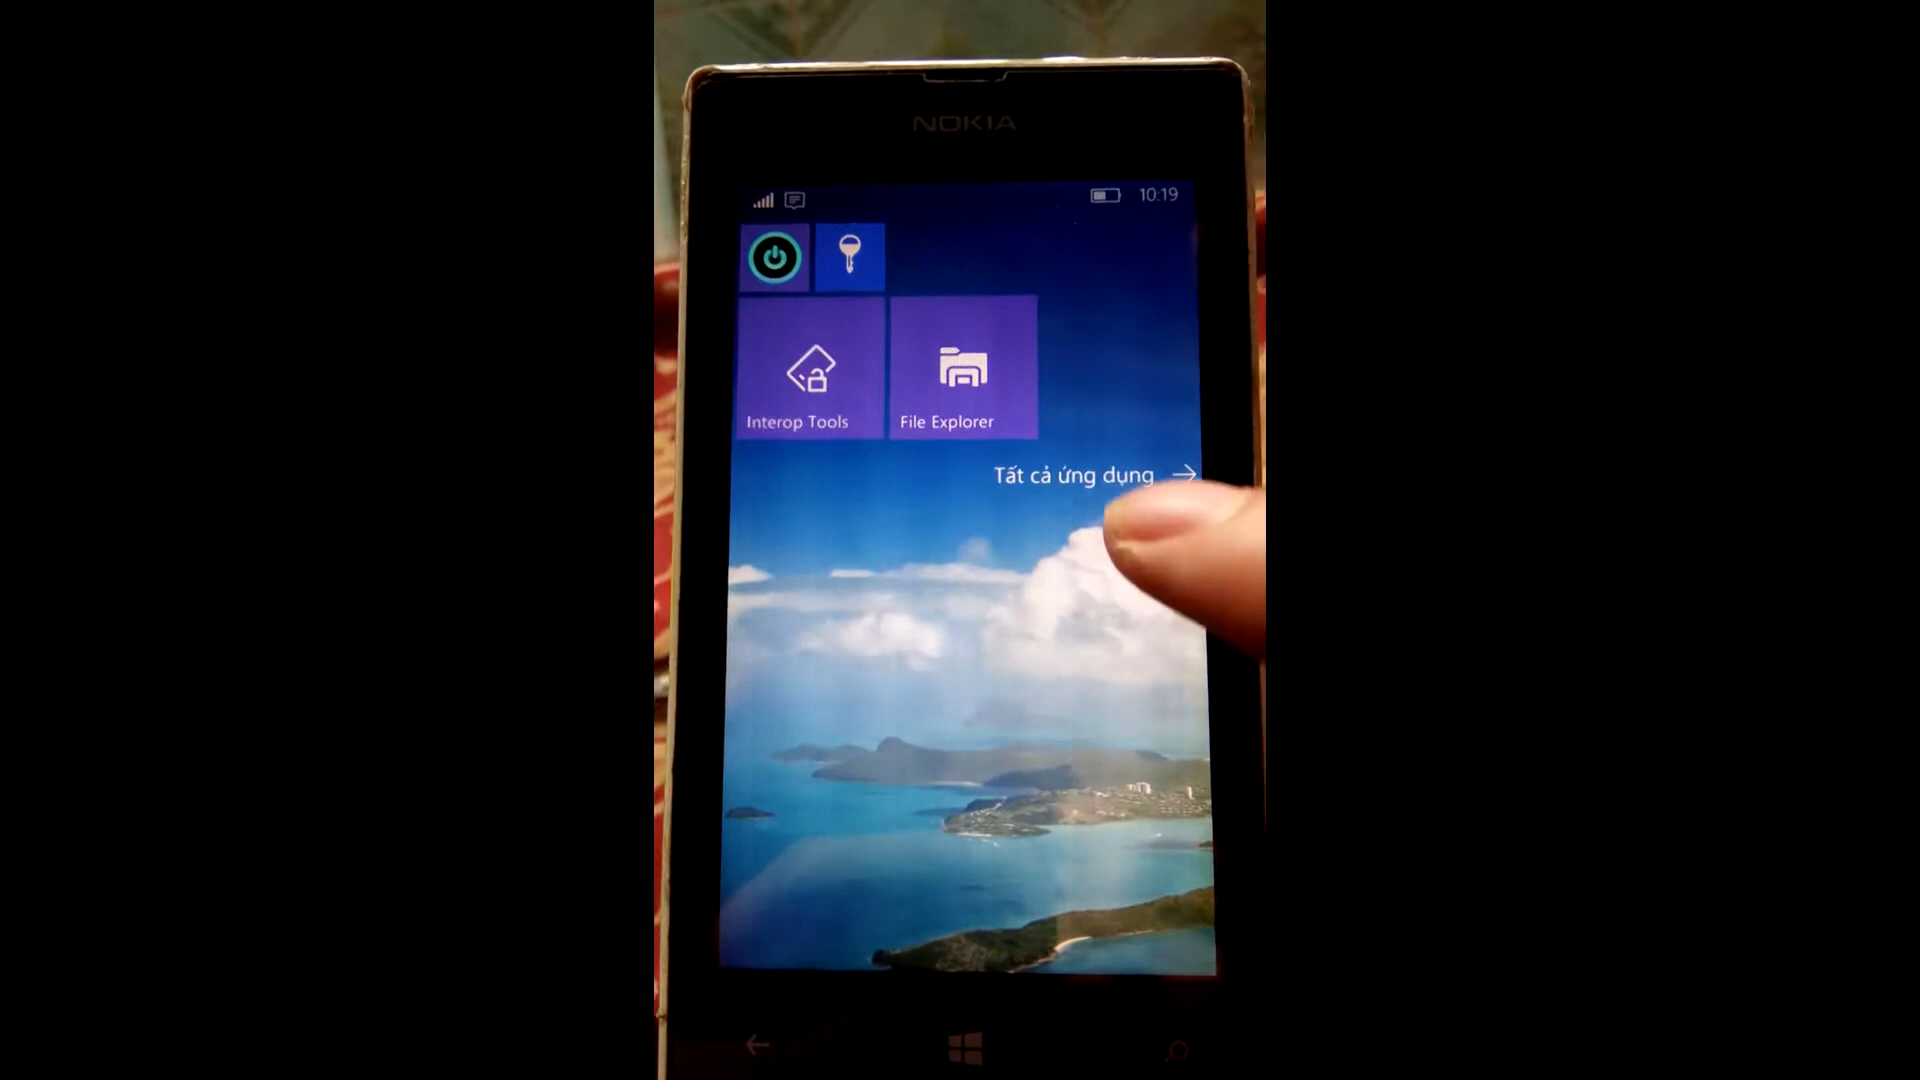 NOKIA
10:19
Interop Tools
File Explorer
Tất cả ứng dụng